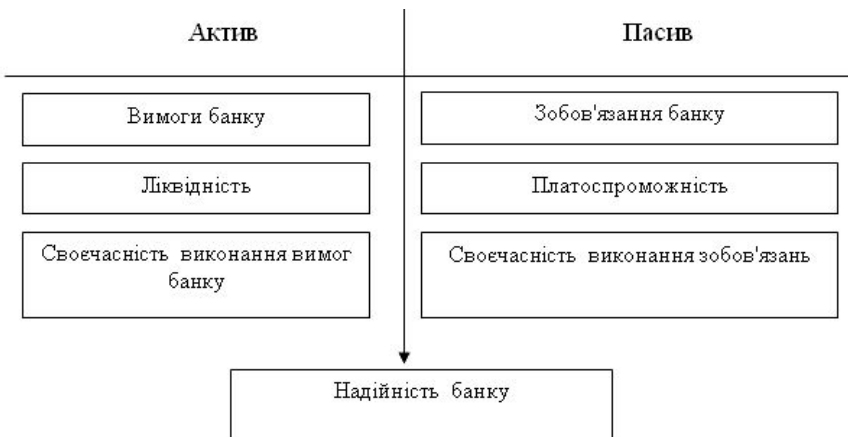 Актив
Пасив
Вимоги банку
Зобов'язання банку
Ліквідність
Платоспроможність
Своєчасність виконання вимог
банку
Своєчасність виконання зобов'язань
Надійність банку